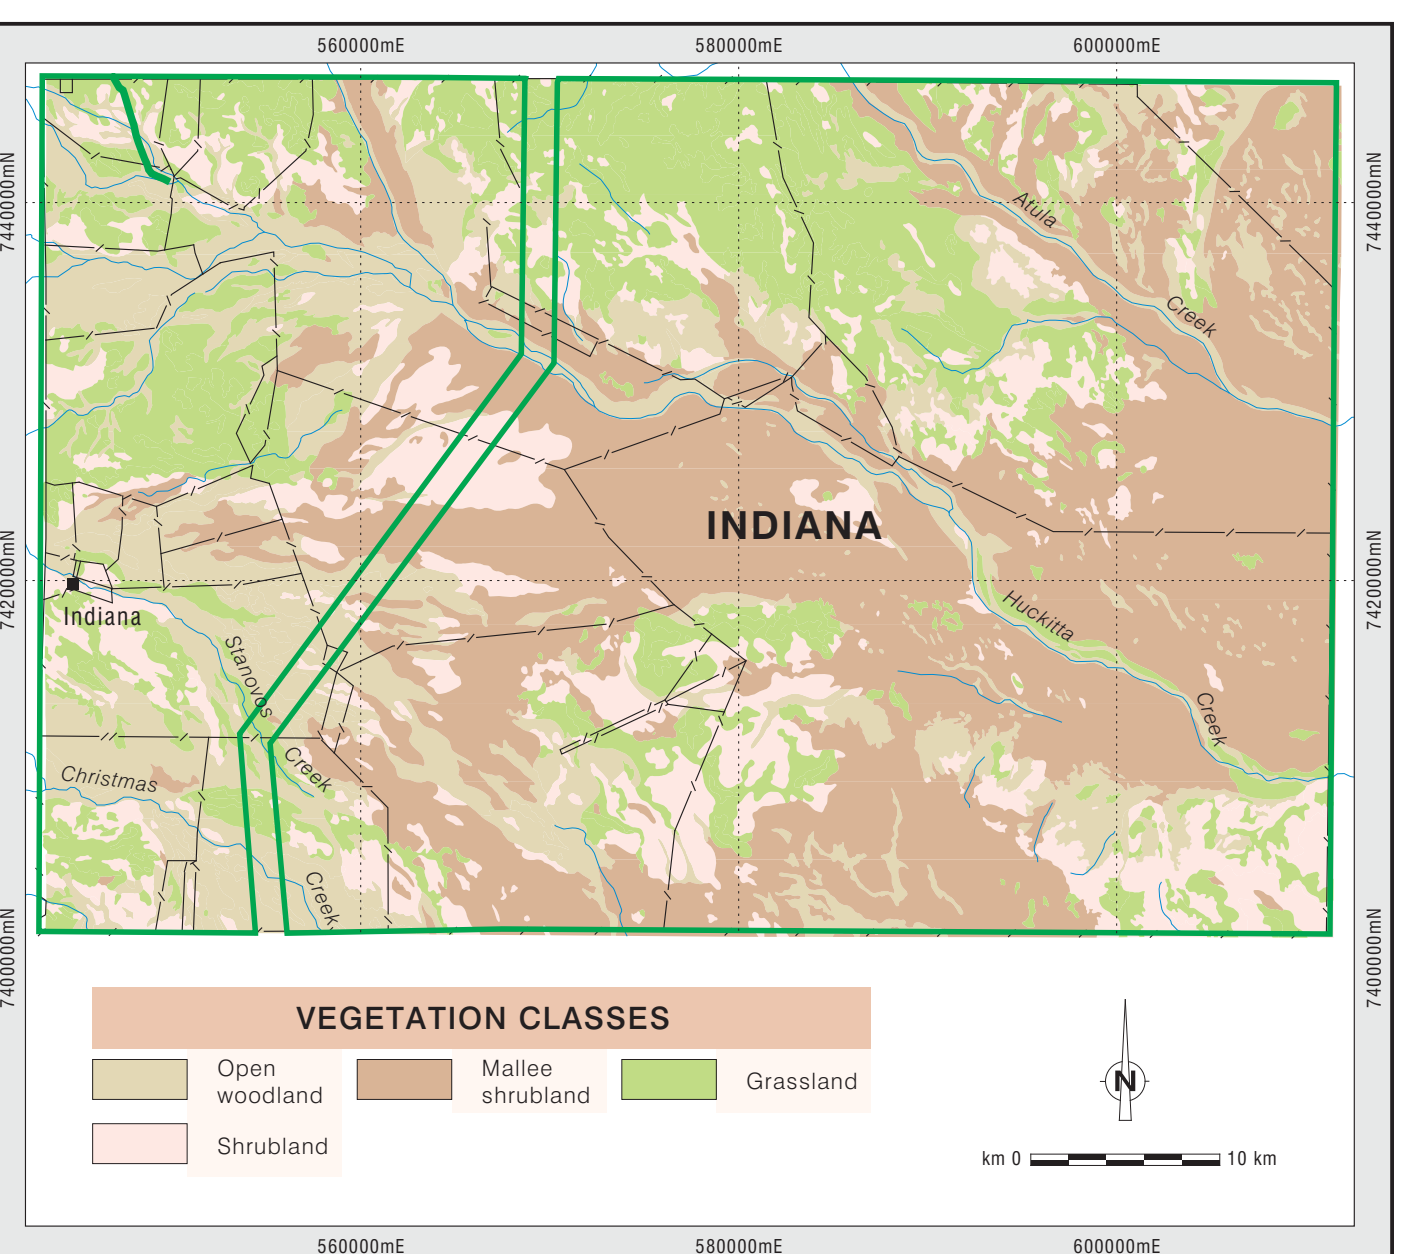 560000mE 580000mE 600000mE
7440000mN
7440000mN
Atula
Creek
INDIANA
7420000mN
7420000mN
Indiana
Huckitta
Creek
Stanovos
Creek
Christmas
Creek
7400000mN
7400000mN
VEGETATION CLASSES
Open
woodland
Mallee
shrubland
Grassland
Shrubland
N
km 0 10 km
560000mE 580000mE 600000mE